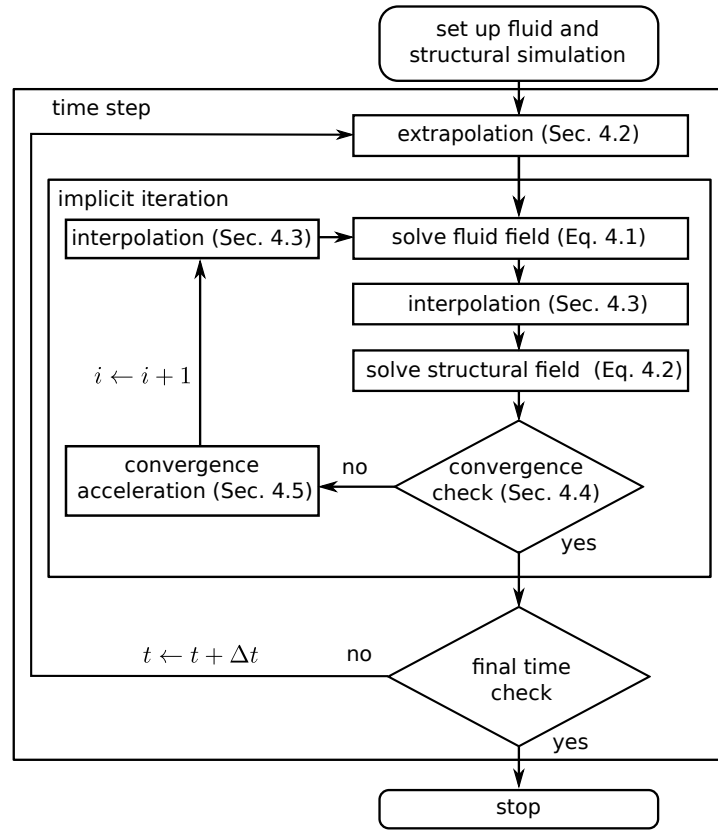 set up fluid and
structural simulation
time step
extrapolation (Sec. 4.2)
implicit iteration
interpolation (Sec. 4.3)
solve fluid field (Eq. 4.1)
interpolation (Sec. 4.3)
i ← i + 1
solve structural field  (Eq. 4.2)
convergence
acceleration (Sec. 4.5)
no
convergence
check (Sec. 4.4)
yes
t ← t + Δt
no
final time
check
yes
stop